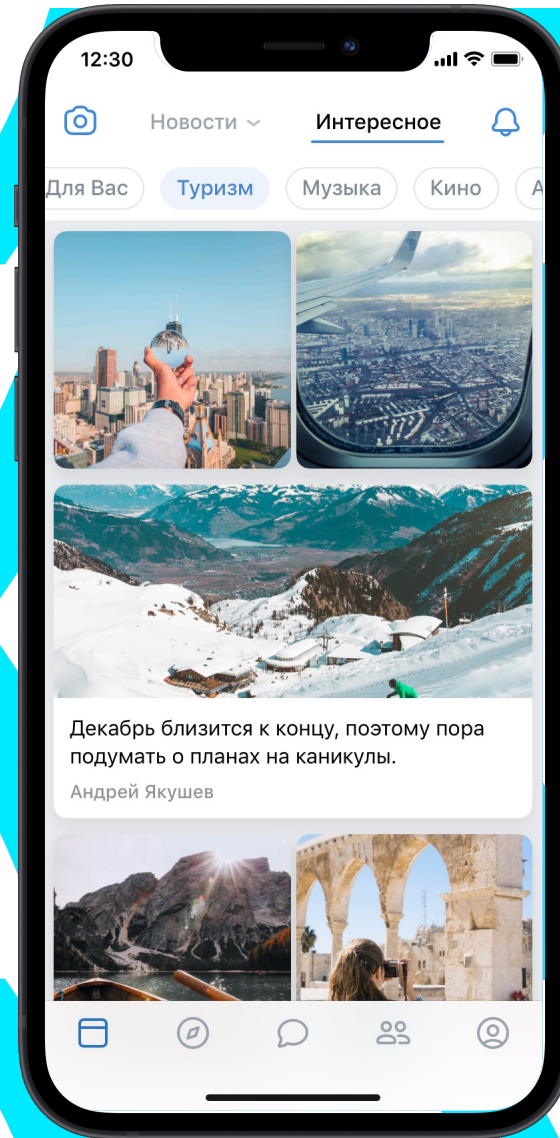 12:30
Новости Интересное
Для Вас Туризм Музыка Кино
Декабрь близится к концу, поэтому пора
подумать о планах на каникулы.
Андрей Якушев